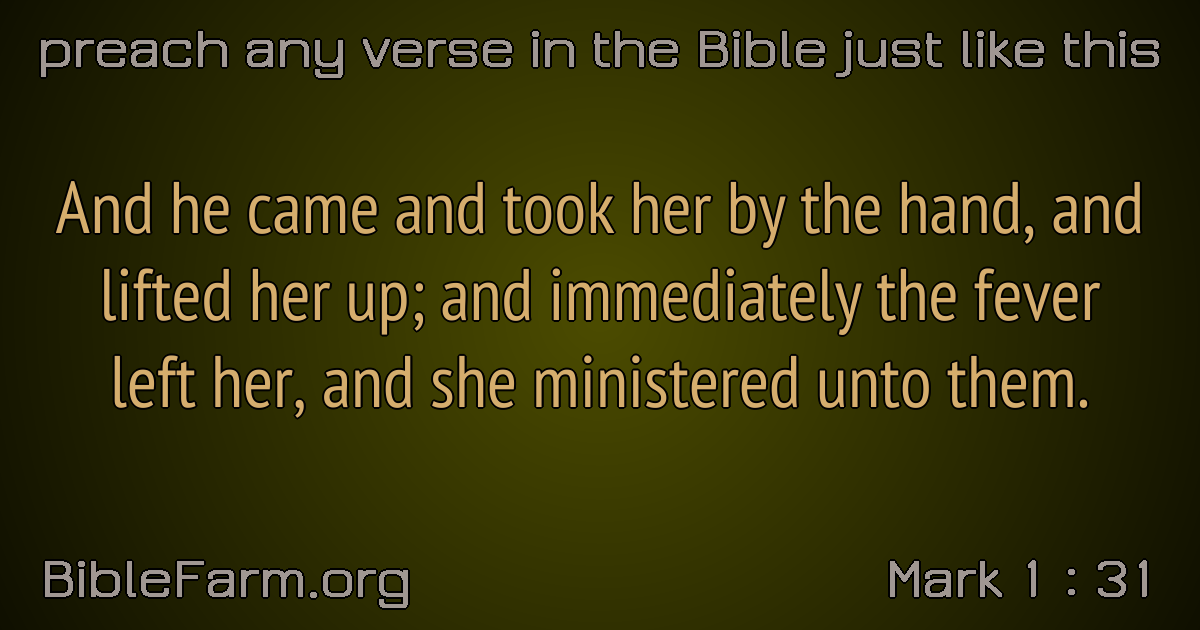 preach any verse in the Bible just like this
And he came and took her by the hand, and
lifted her up; and immediately the fever
left her, and she ministered unto them.
BibleFarm.org
Mark 1 : 31